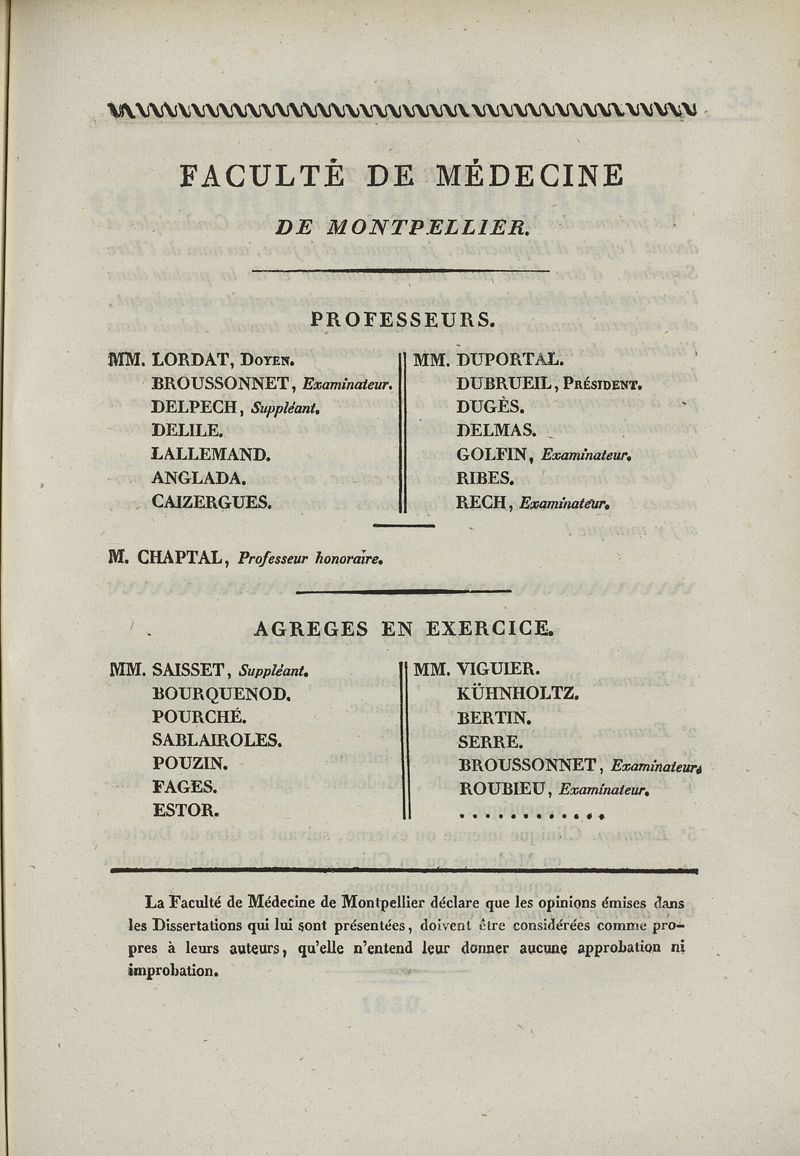 FACULTÉ DE MÉDECINE
DE MONTPELLIER.
PROFESSEURS.
MM. LORDAT, DOYEN.
BROUSSONNET, Examinateur.
DELPECH, Suppléant.
DELILE.
LALLEMAND.
ANGLADA.
CAIZERGUES.
MM. DUPORTAL.
DUBRUEIL, PRÉSIDENT.
DUGÈS.
DELMAS.
GOLFIN, Examinateur.
RIBES.
RECH, Examinateur.
M. CHAPTAL, Professeur honoraire.
AGREGES EN EXERCICE.
MM. SAISSET, Suppléant.
BOURQUENOD.
POURCHÉ.
SABLAIROLES.
POUZIN.
FAGES.
ESTOR.
MM. VIGUIER.
KÜHNHOLTZ.
BERTIN.
SERRE.
BROUSSONNET, Examinateur.
ROUBIEU, Examinateur.
............
La Faculté de Médecine de Montpellier déclare que les opinions émises dans
les Dissertations qui lui sont présentées, doivent être considérées comme pro-
pres à leurs auteurs, qu'elle n'entend leur donner aucune approbation ni
improbation.